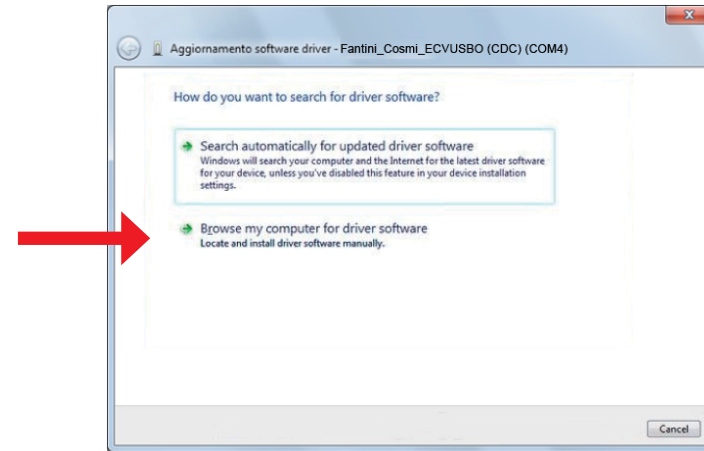 Aggiornamento software driver - Fantini_Cosmi_ECVUSBO (CDC) (COM4)
How do you want to search for driver software?
Search automatically for updated driver software
Windows will search your computer and the Internet for the latest driver software
for your device, unless you've disabled this feature in your device installation
settings.
Browse my computer for driver software
Locate and install driver software manually.
Cancel